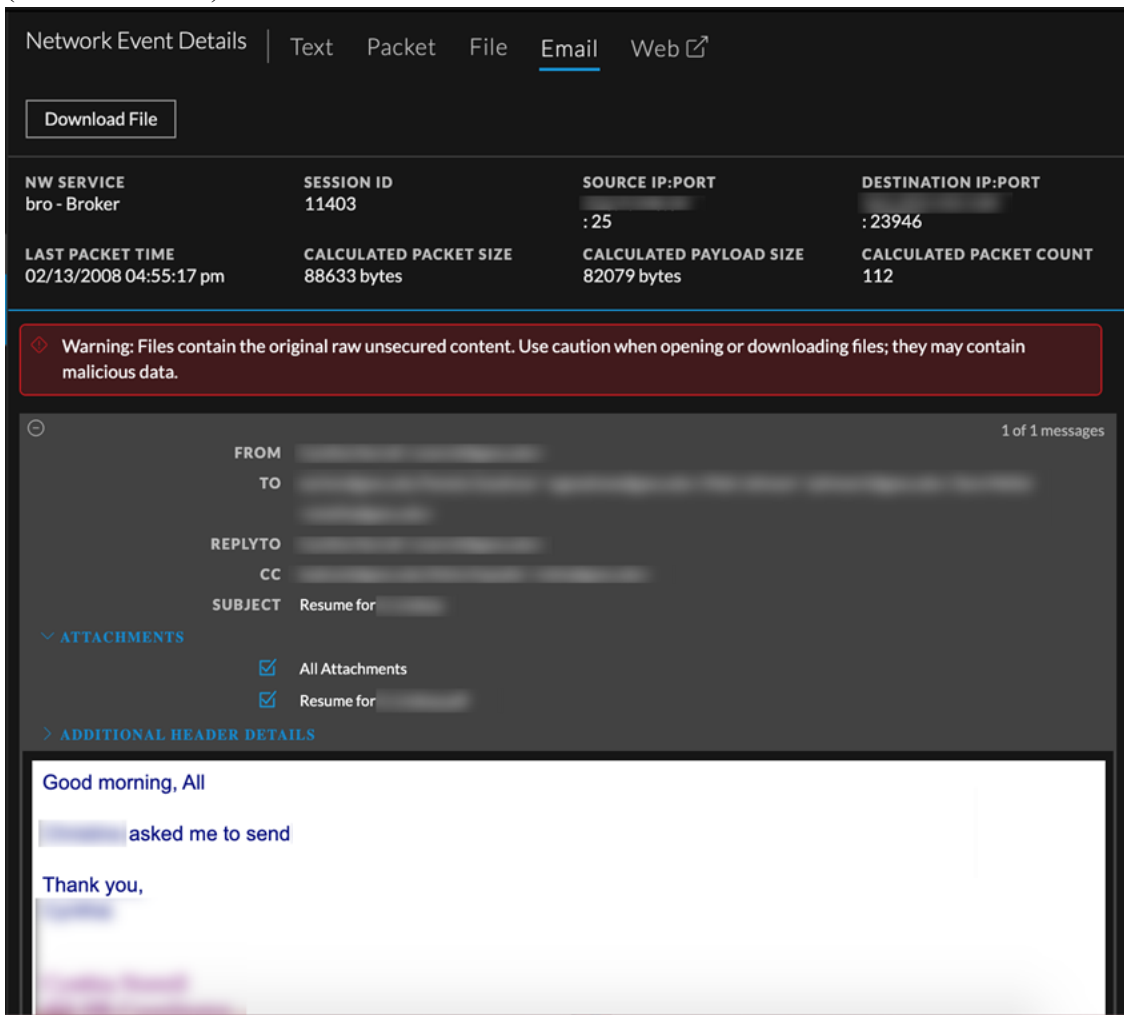 Network Event Details Text Packet File Email Web
Download File
NW SERVICE SESSION ID SOURCE IP:PORT DESTINATION IP:PORT
bro - Broker 11403
: 25 : 23946
LAST PACKET TIME CALCULATED PACKET SIZE CALCULATED PAYLOAD SIZE CALCULATED PACKET COUNT
02/13/2008 04:55:17 pm 88633 bytes 82079 bytes 112
Warning: Files contain the original raw unsecured content. Use caution when opening or downloading files; they may contain
malicious data.
1 of 1 messages
FROM
TO
REPLYTO
CC
SUBJECT Resume for
ATTACHMENTS
All Attachments
Resume for
ADDITIONAL HEADER DETAILS
Good morning, All
asked me to send
Thank you,